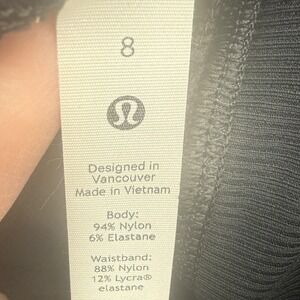 8
Designed in
Vancouver
Made in Vietnam
Body:
94% Nylon
6% Elastane
Waistband:
88% Nylon
12% Lycra®
elastane